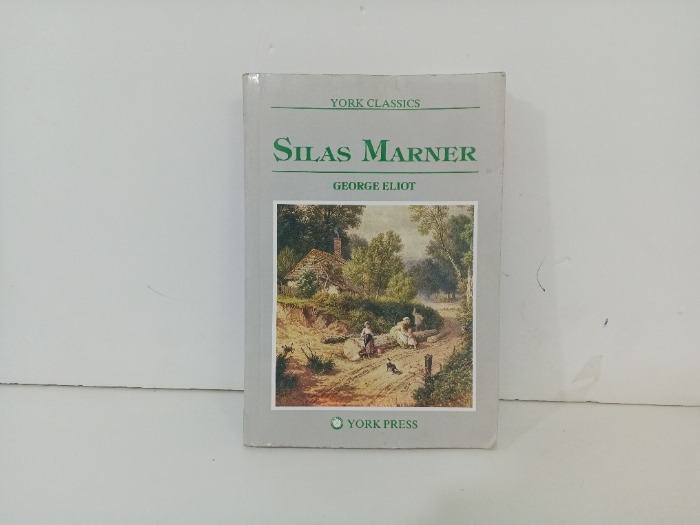 YORK CLASSICS
SILAS MARNER
GEORGE ELIOT
YORK PRESS